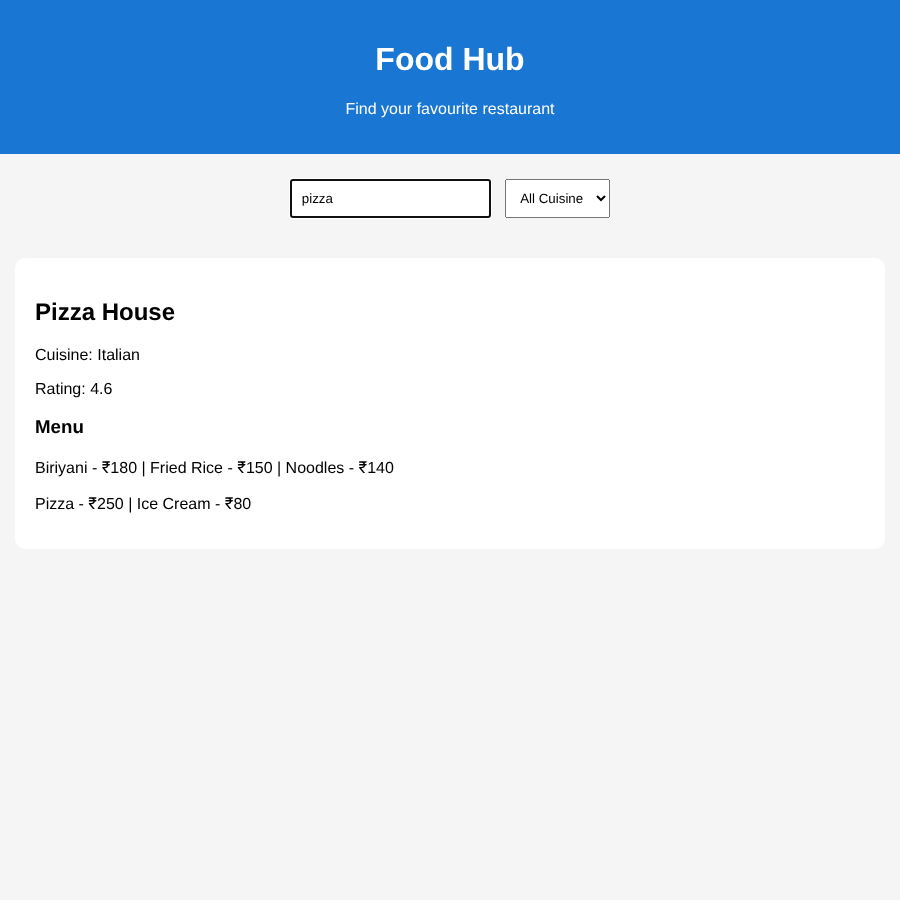 Food Hub
Find your favourite restaurant
pizza
All Cuisine
Pizza House
Cuisine: Italian
Rating: 4.6
Menu
Biriyani - ₹180 | Fried Rice - ₹150 | Noodles - ₹140
Pizza - ₹250 | Ice Cream - ₹80